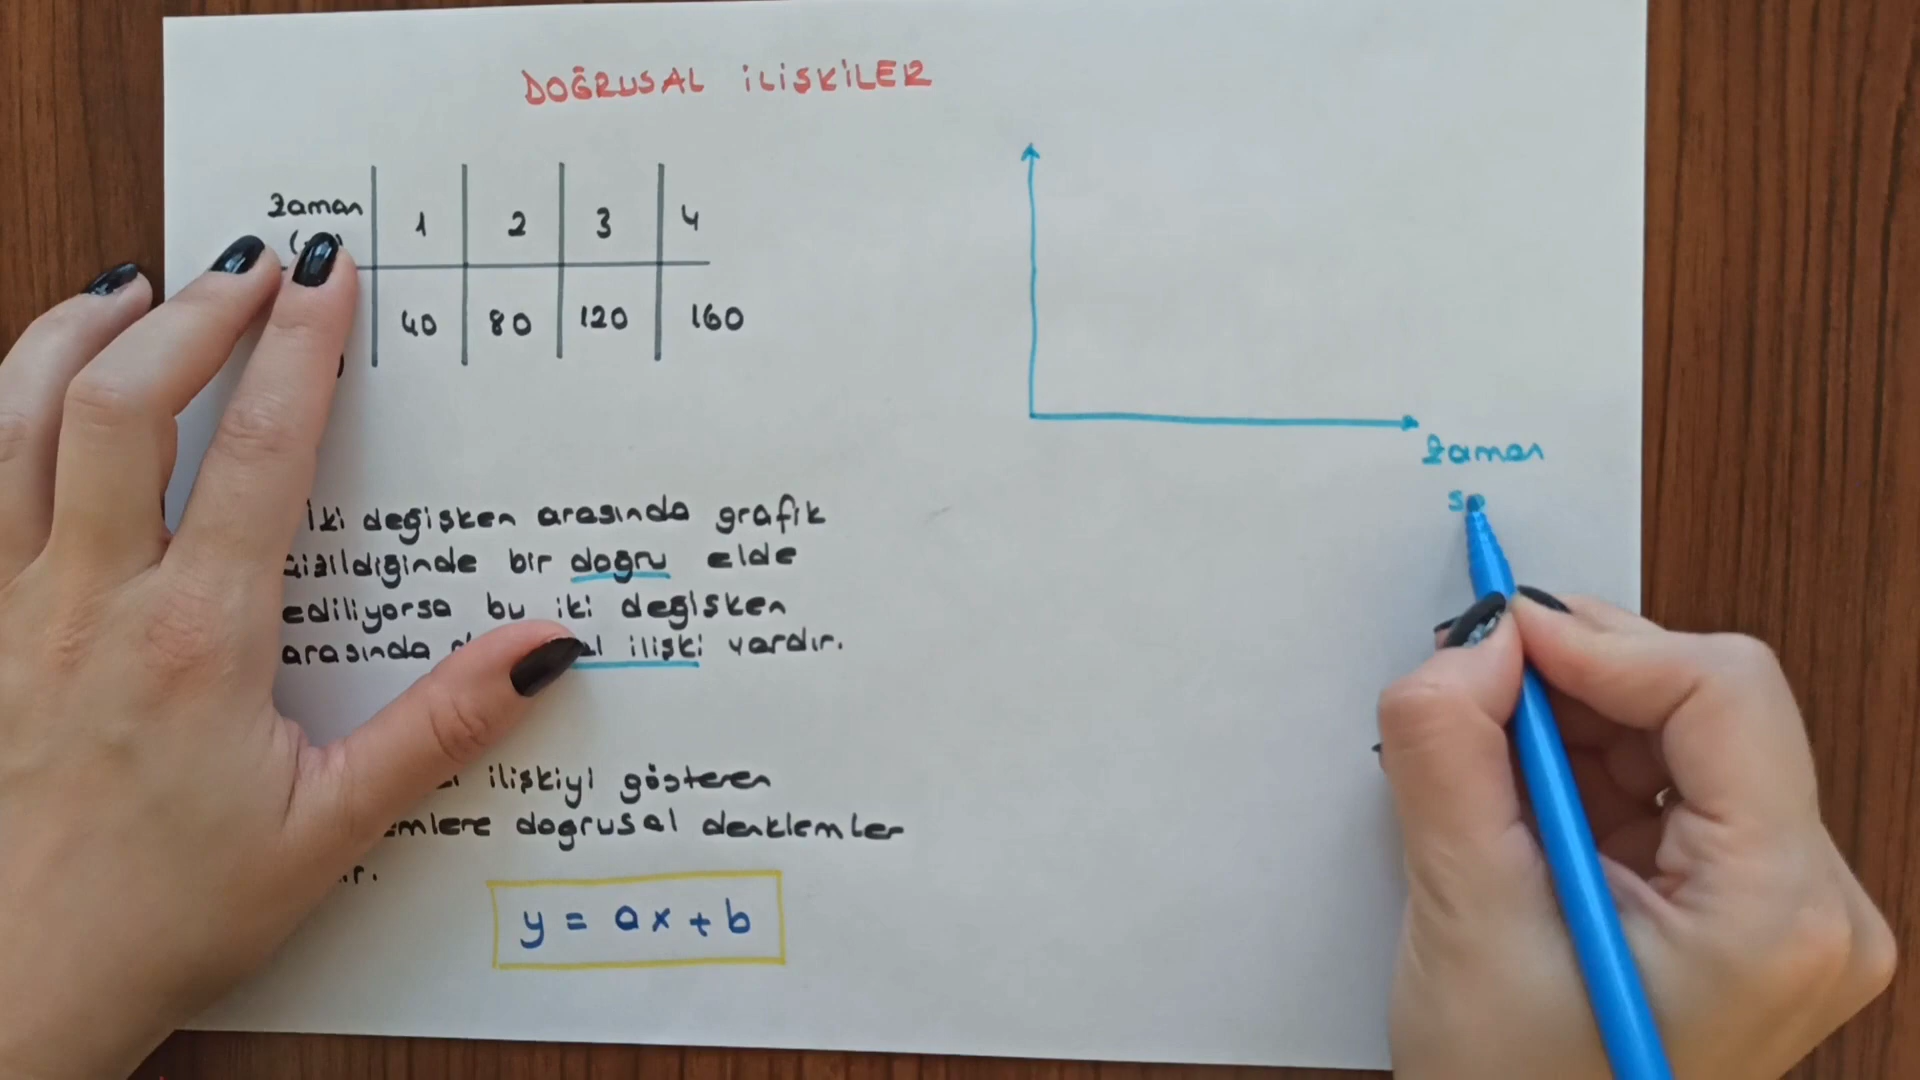 DOĞRUSAL İLİŞKİLER
Zaman 1 2 3 4
40 80 120 160
Zaman
İki değişken arasında grafik
çizildiğinde bir doğru elde
ediliyorsa bu iki değişken
arasında ilişki vardır.
ilişkiyi gösteren
doğrusal denklemler
y = ax + b